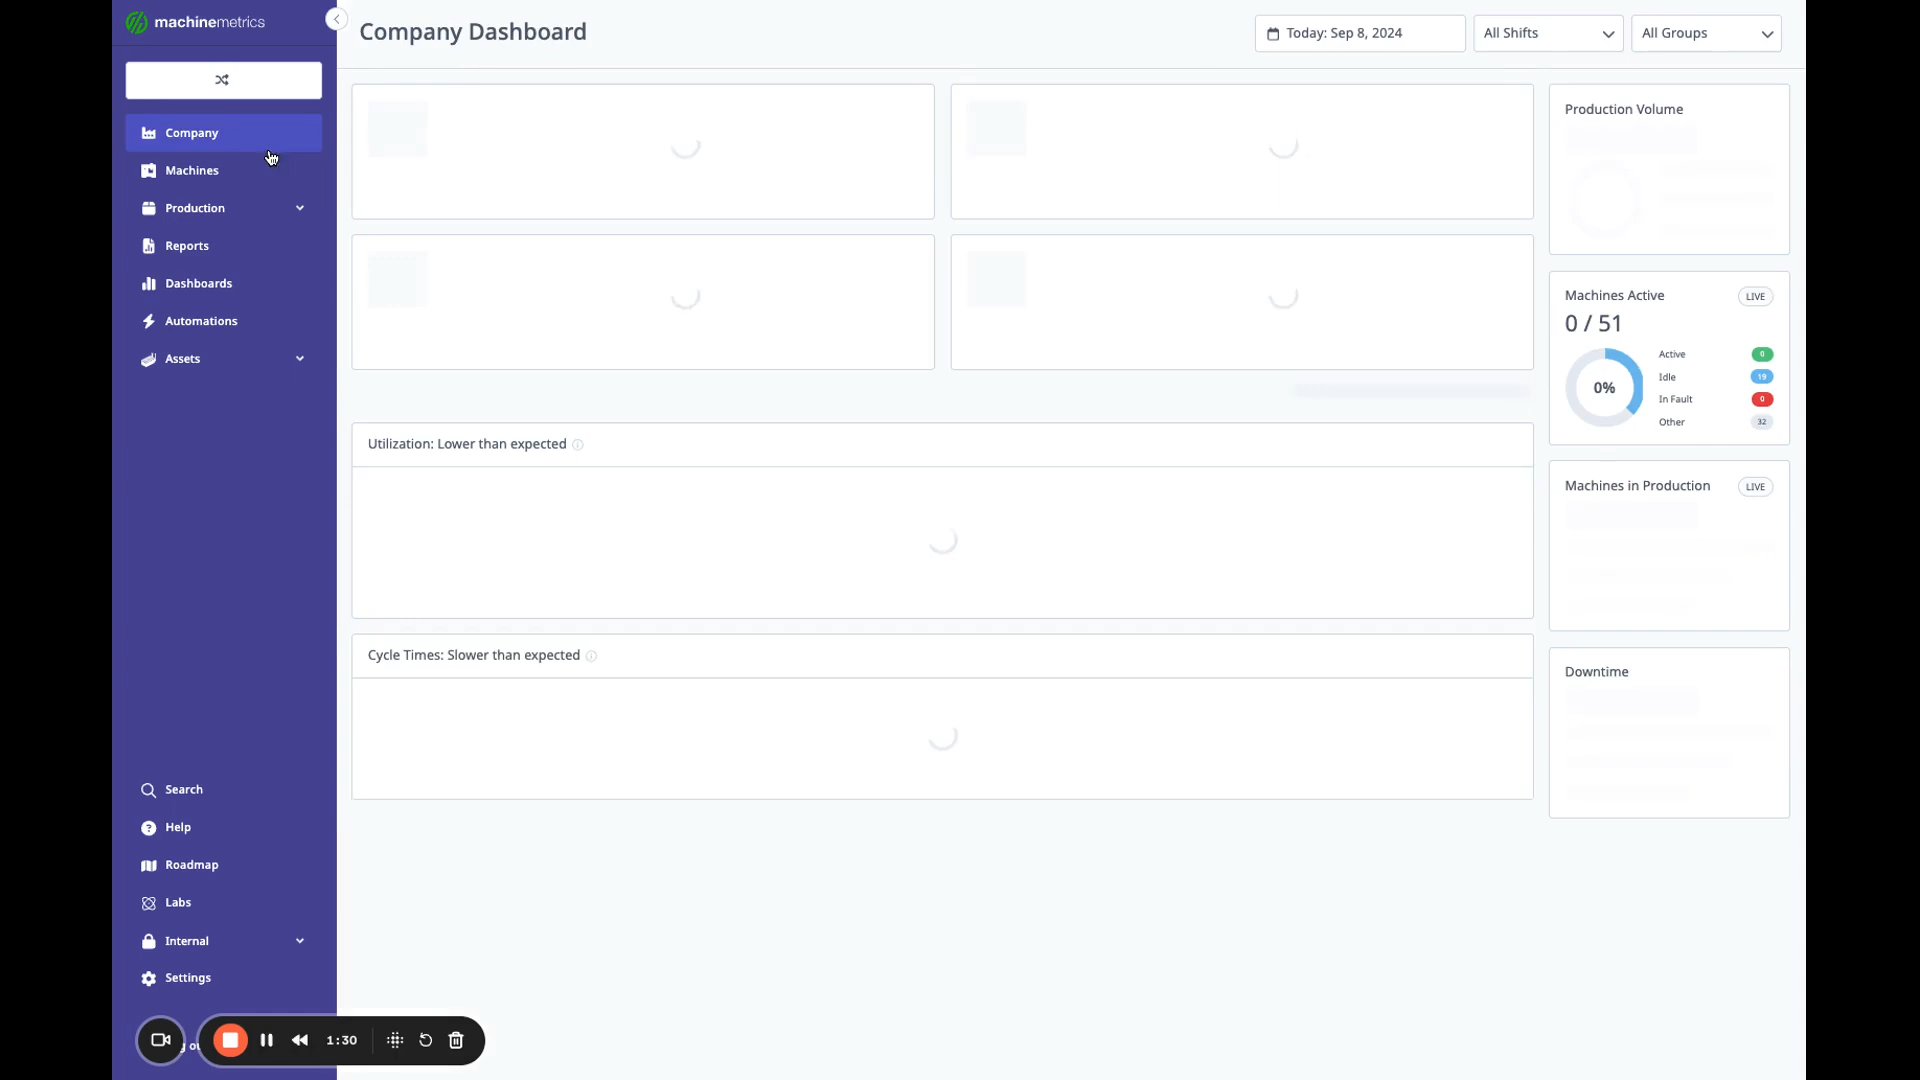 machinemetrics
Company
Machines
Production
Reports
Dashboards
Automations
Assets
Search
Help
Roadmap
Labs
Internal
Settings
1:30
Company Dashboard
Today: Sep 8, 2024
All Shifts
All Groups
Utilization: Lower than expected
Cycle Times: Slower than expected
Production Volume
Machines Active
LIVE
0 / 51
0%
Active 0
Idle 19
In Fault 0
Other 32
Machines in Production
LIVE
Downtime